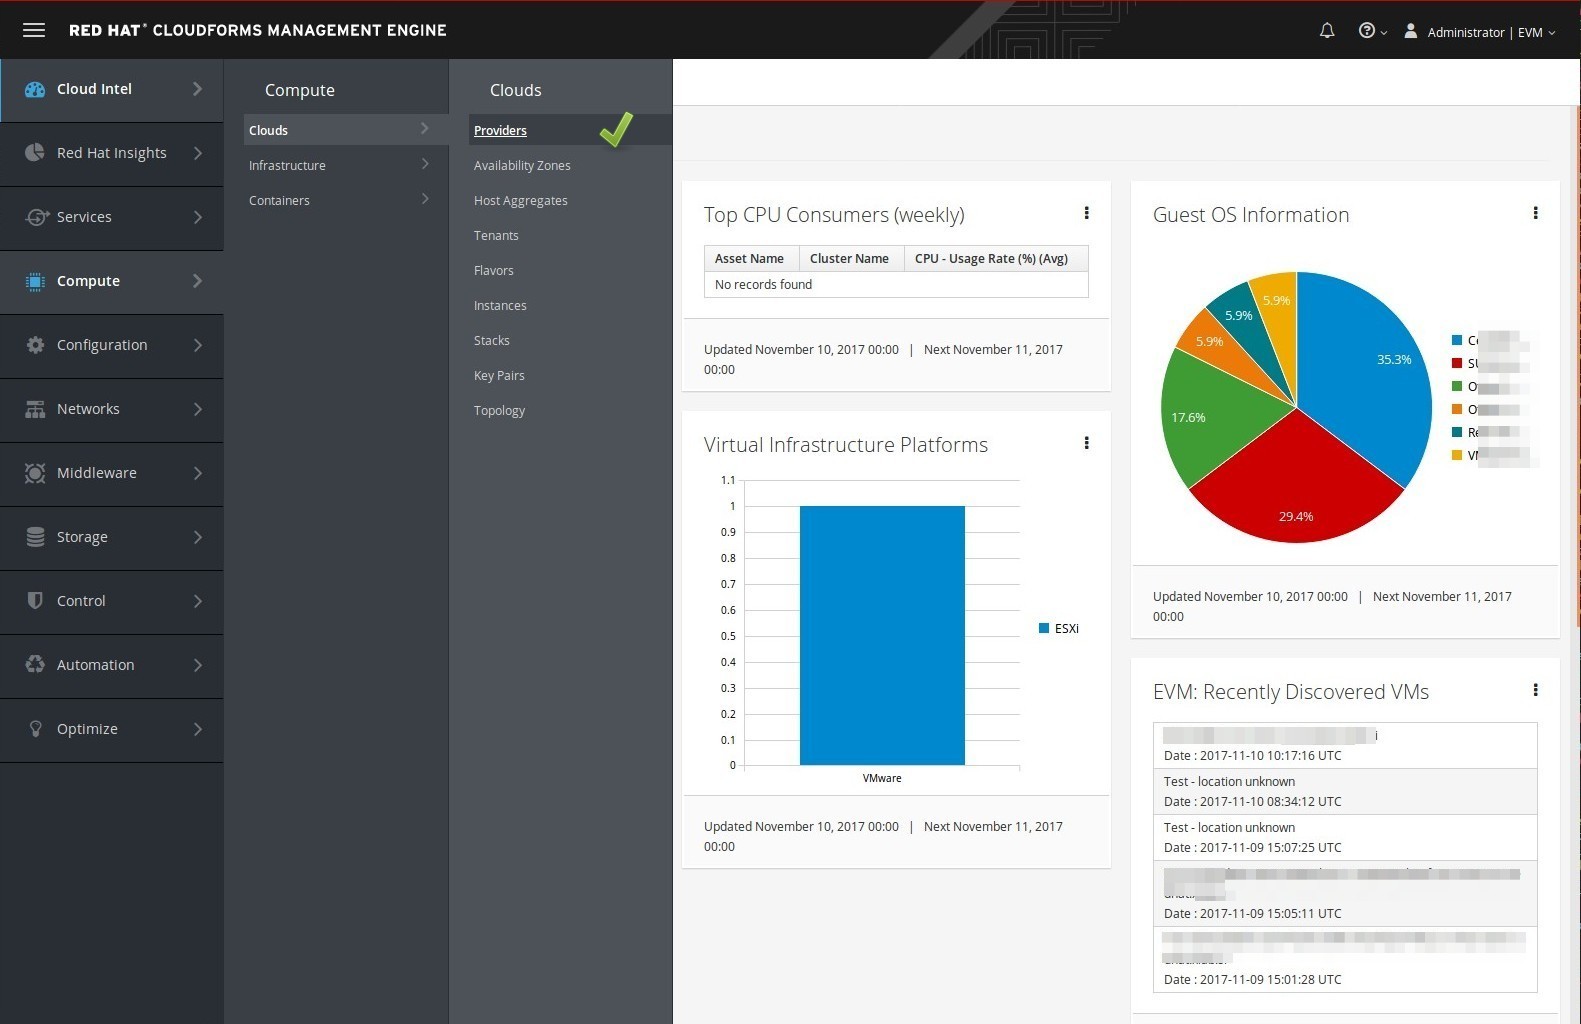 RED HAT® CLOUDFORMS MANAGEMENT ENGINE
Administrator | EVM
Cloud Intel
Red Hat Insights
Services
Compute
Configuration
Networks
Middleware
Storage
Control
Automation
Optimize
Compute
Clouds
Infrastructure
Containers
Clouds
Providers
Availability Zones
Host Aggregates
Tenants
Flavors
Instances
Stacks
Key Pairs
Topology
Top CPU Consumers (weekly)
Asset Name Cluster Name CPU - Usage Rate (%) (Avg)
No records found
Updated November 10, 2017 00:00 | Next November 11, 2017
00:00
Virtual Infrastructure Platforms
1.1
1
0.9
0.8
0.7
0.6
0.5
0.4
0.3
0.2
0.1
0
VMware
ESXi
Updated November 10, 2017 00:00 | Next November 11, 2017
00:00
Guest OS Information
5.9%
5.9%
5.9%
35.3%
17.6%
29.4%
Updated November 10, 2017 00:00 | Next November 11, 2017
00:00
EVM: Recently Discovered VMs
Date : 2017-11-10 10:17:16 UTC
Test - location unknown
Date : 2017-11-10 08:34:12 UTC
Test - location unknown
Date : 2017-11-09 15:07:25 UTC
Date : 2017-11-09 15:05:11 UTC
Date : 2017-11-09 15:01:28 UTC